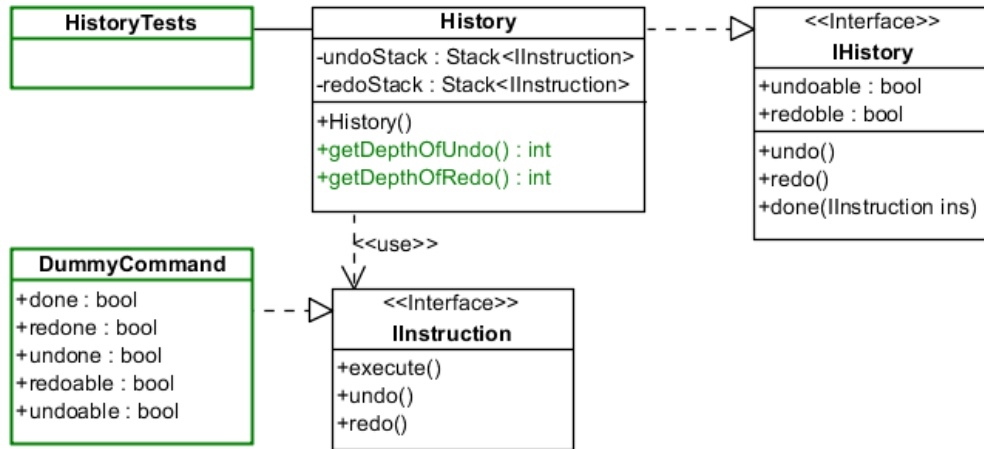 HistoryTests
History
-undoStack : Stack<IInstruction>
-redoStack : Stack<IInstruction>
+History()
+getDepthOfUndo() : int
+getDepthOfRedo() : int
<<Interface>>
IHistory
+undoable : bool
+redoble : bool
+undo()
+redo()
+done(IInstruction ins)
<<use>>
DummyCommand
+done : bool
+redone : bool
+undone : bool
+redoable : bool
+undoable : bool
<<Interface>>
IInstruction
+execute()
+undo()
+redo()